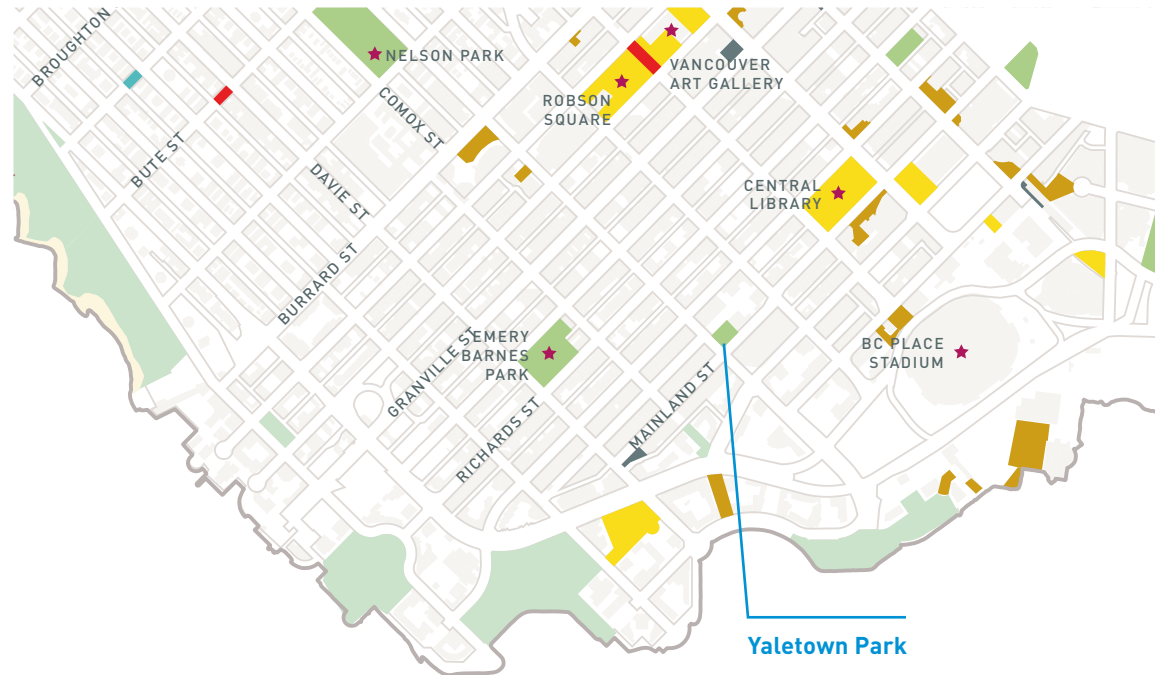 BROUGHTON
NELSON PARK
VANCOUVER
ART GALLERY
ROBSON
SQUARE
COMOX ST
BUTE ST
DAVIE ST
CENTRAL
LIBRARY
BURRARD ST
GRANVILLE ST
EMERY
BARNES
PARK
BC PLACE
STADIUM
MAINLAND ST
RICHARDS ST
Yaletown Park